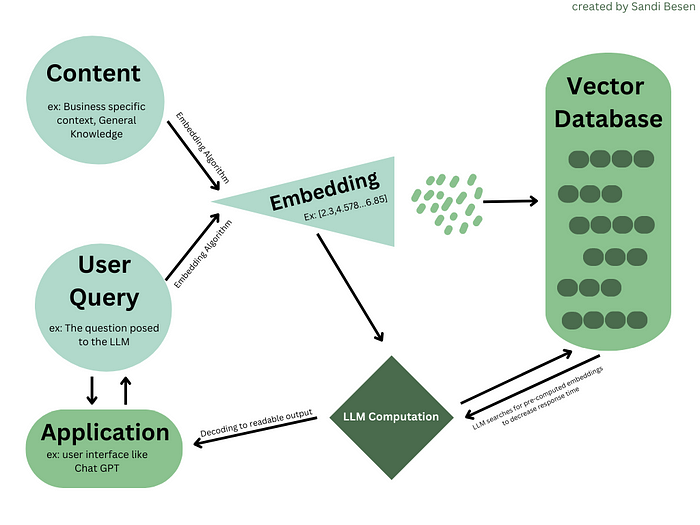 created by Sandi Besen
Content
ex: Business specific
context, General
Knowledge
Embedding Algorithm
Vector
Database
Embedding
Ex: [2.3,4.578...6.85]
User
Query
ex: The question posed
to the LLM
Embedding Algorithm
LLM Computation
LLM searches for pre-computed embeddings
to decrease response time
Decoding to readable output
Application
ex: user interface like
Chat GPT